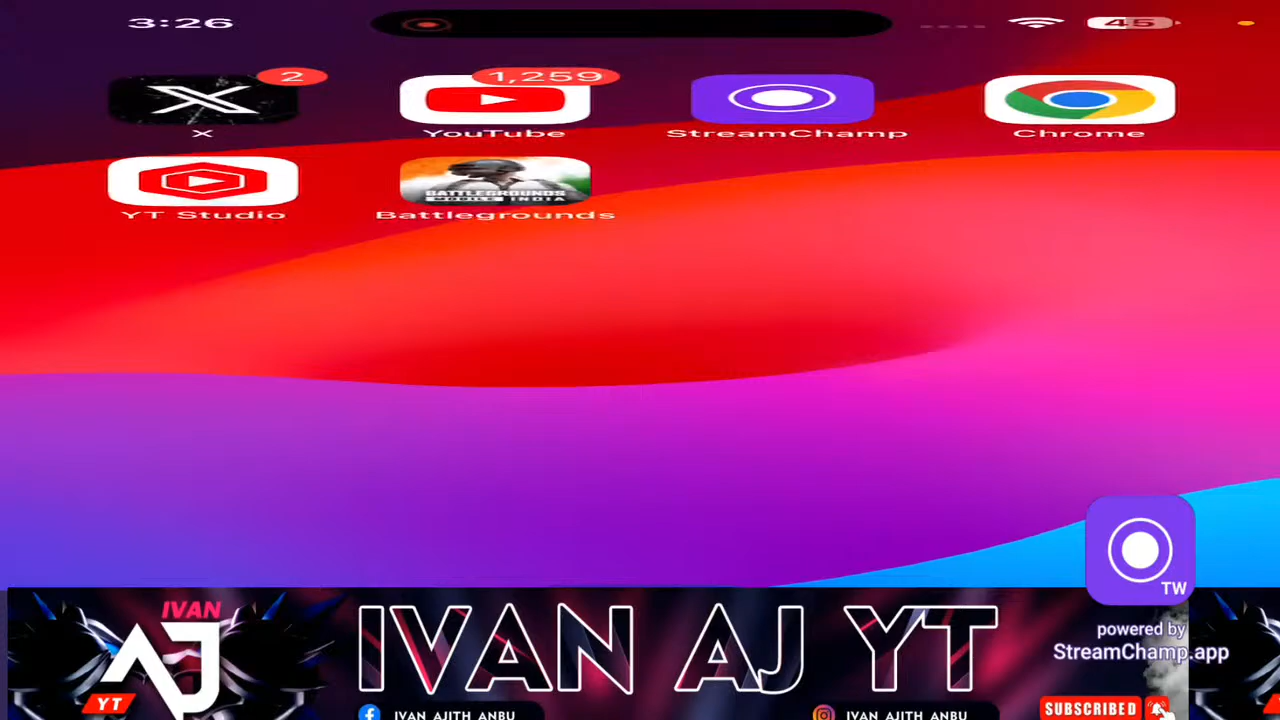 3:26
45
2
1,259
X
YouTube
StreamChamp
Chrome
BATTLEGROUNDS
MOBILE INDIA
YT Studio
Battlegrounds
TW
powered by
StreamChamp.app
IVAN
AJ
YT
IVAN AJ YT
IVAN AJITH ANBU
IVAN AJITH ANBU
SUBSCRIBED